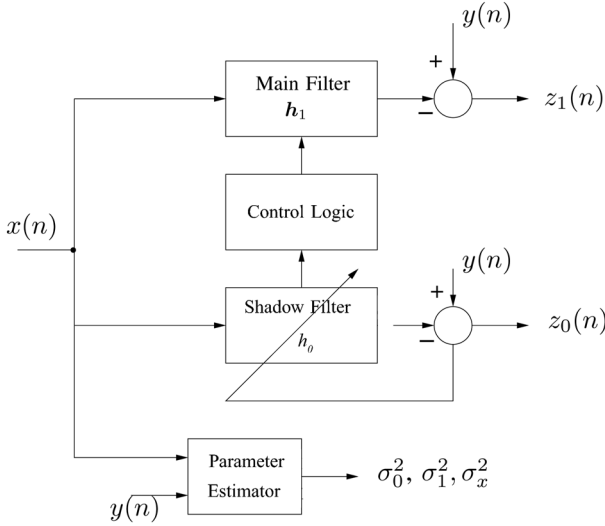 y(n)
+
Main Filter
h₁
−
z₁(n)
x(n)
Control Logic
y(n)
+
Shadow Filter
h₀
−
z₀(n)
Parameter
Estimator
y(n)
σ₀², σ₁², σₓ²